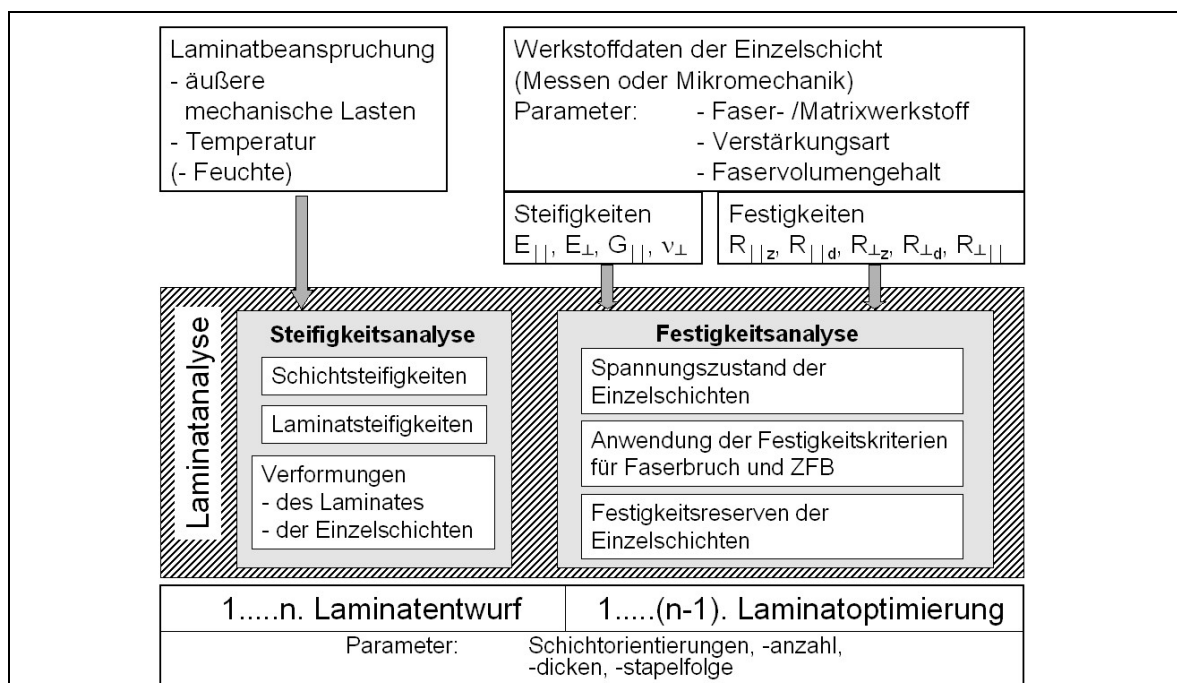 Laminatbeanspruchung
- äußere
mechanische Lasten
- Temperatur
(- Feuchte)
Werkstoffdaten der Einzelschicht
(Messen oder Mikromechanik)
Parameter: - Faser- /Matrixwerkstoff
- Verstärkungsart
- Faservolumengehalt
Steifigkeiten
E||, E⊥, G||, ν⊥
Festigkeiten
R||z, R||d, R⊥z, R⊥d, R⊥||
Laminatanalyse
Steifigkeitsanalyse
Schichtsteifigkeiten
Laminatsteifigkeiten
Verformungen
- des Laminates
- der Einzelschichten
Festigkeitsanalyse
Spannungszustand der
Einzelschichten
Anwendung der Festigkeitskriterien
für Faserbruch und ZFB
Festigkeitsreserven der
Einzelschichten
1.....n. Laminatentwurf
1.....(n-1). Laminatoptimierung
Parameter: Schichtorientierungen, -anzahl,
-dicken, -stapelfolge